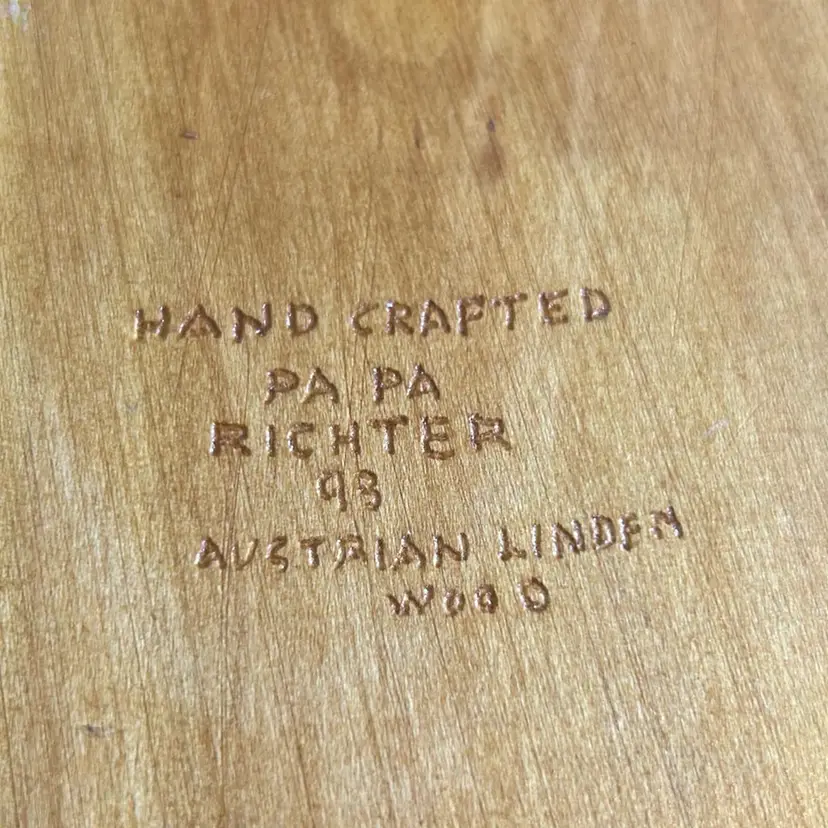 HAND CRAFTED
PA PA
RICHTER
93
AUSTRIAN LINDEN
WOOD